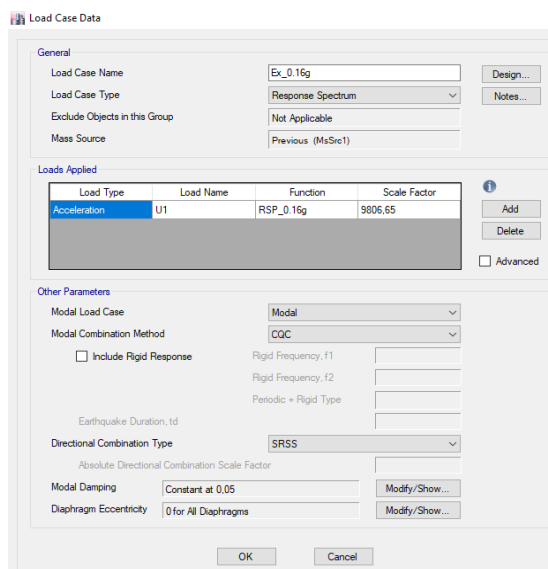 Load Case Data
General
Load Case Name Ex_0.16g Design...
Load Case Type Response Spectrum Notes...
Exclude Objects in this Group Not Applicable
Mass Source Previous (MsSrc1)
Loads Applied
Load Type Load Name Function Scale Factor
Acceleration U1 RSP_0.16g 9806,65 Add
Delete
Advanced
Other Parameters
Modal Load Case Modal
Modal Combination Method CQC
Include Rigid Response Rigid Frequency, f1
Rigid Frequency, f2
Periodic + Rigid Type
Earthquake Duration, td
Directional Combination Type SRSS
Absolute Directional Combination Scale Factor
Modal Damping Constant at 0,05 Modify/Show...
Diaphragm Eccentricity 0 for All Diaphragms Modify/Show...
OK Cancel